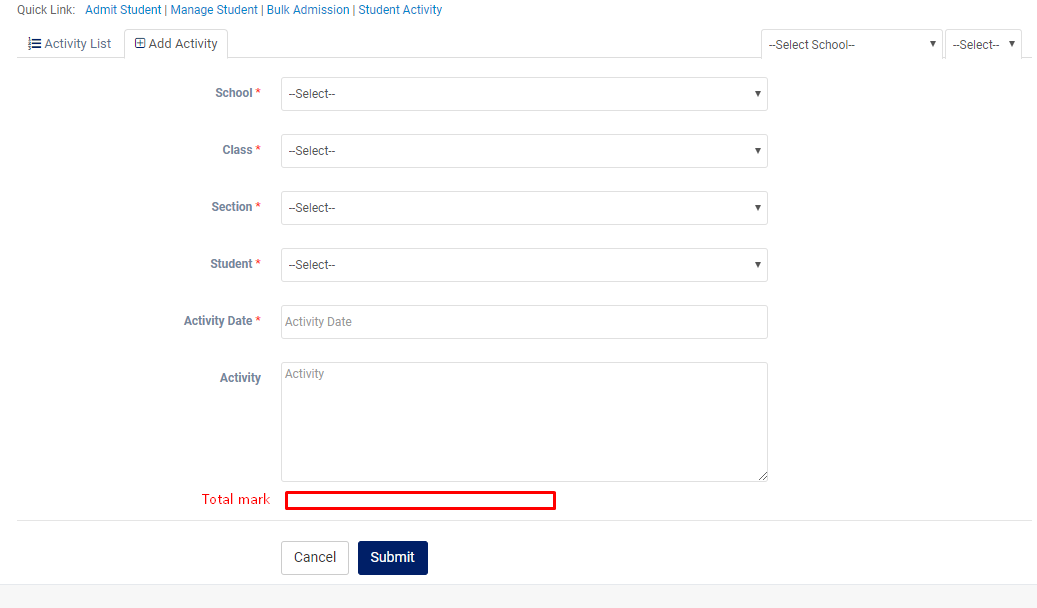 Quick Link: Admit Student | Manage Student | Bulk Admission | Student Activity
Activity List Add Activity --Select School-- --Select--
School * --Select--
Class * --Select--
Section * --Select--
Student * --Select--
Activity Date * Activity Date
Activity Activity
Total mark
Cancel Submit